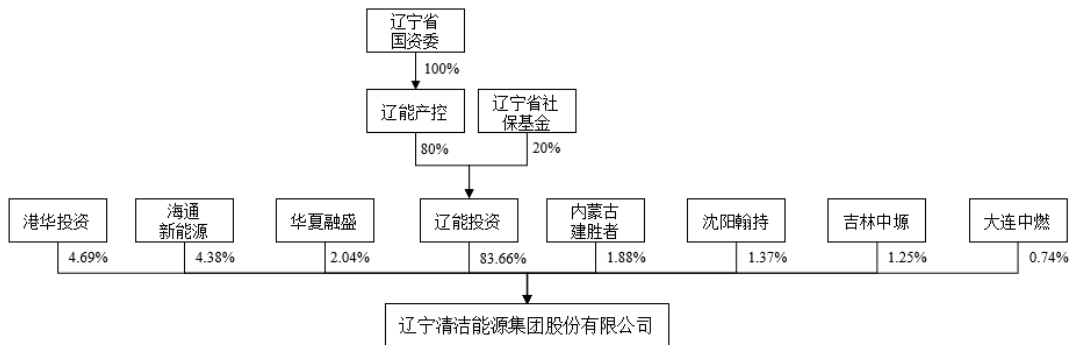 辽宁省
国资委
100%
辽能产控
辽宁省社
保基金
80%
20%
港华投资
海通
新能源
华夏融盛
辽能投资
内蒙古
建胜者
沈阳翰持
吉林中塬
大连中燃
4.69%
4.38%
2.04%
83.66%
1.88%
1.37%
1.25%
0.74%
辽宁清洁能源集团股份有限公司